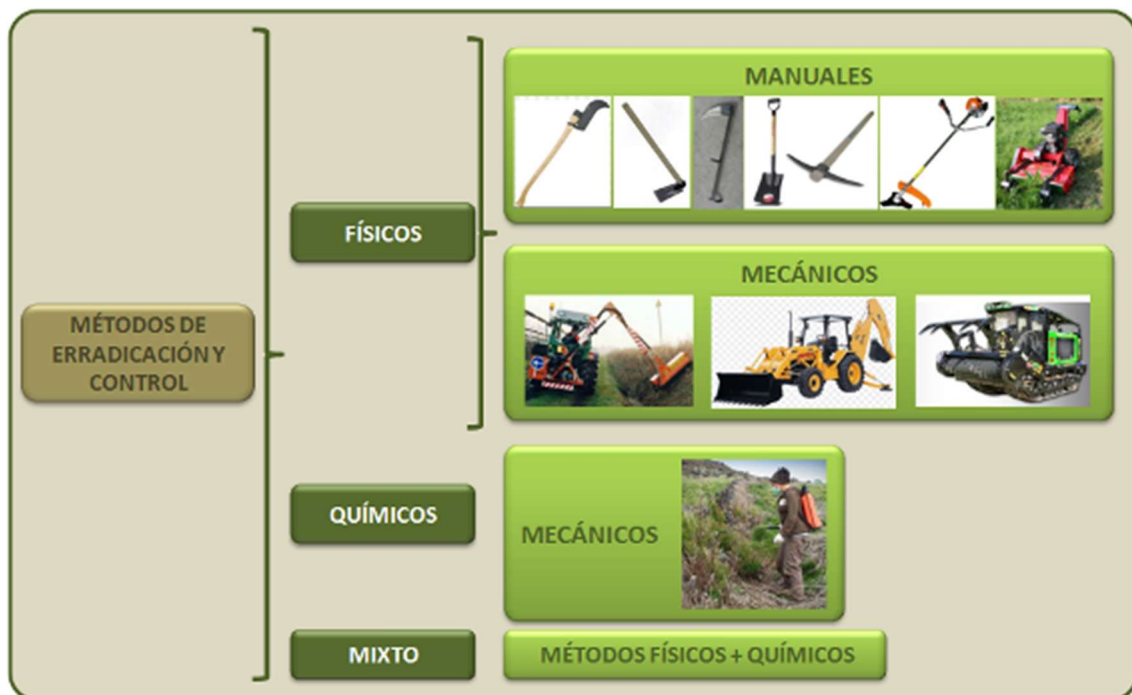 MÉTODOS DE
ERRADICACIÓN Y
CONTROL
FÍSICOS
MANUALES
MECÁNICOS
QUÍMICOS
MECÁNICOS
MIXTO
MÉTODOS FÍSICOS + QUÍMICOS